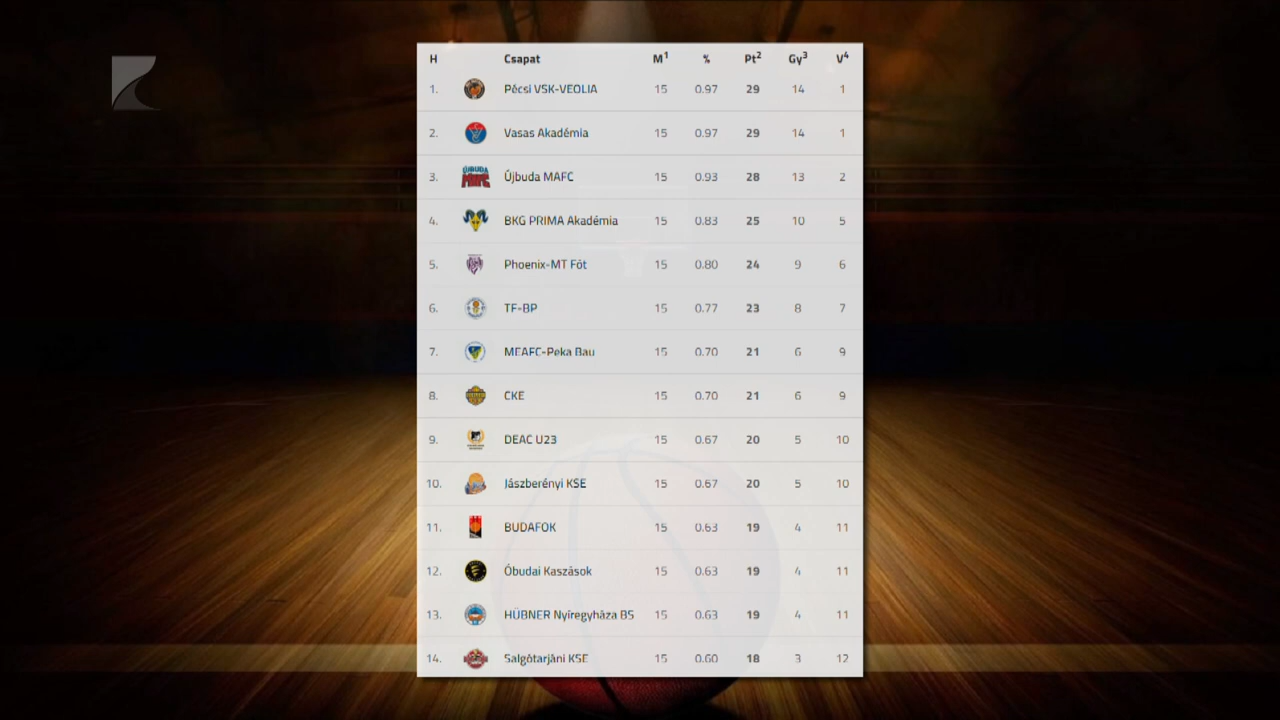 H Csapat M¹ % Pt² Gy³ V⁴
1. Pécsi VSK-VEOLIA 15 0.97 29 14 1
2. Vasas Akadémia 15 0.97 29 14 1
3. ÚJBUDA MAFC Újbuda MAFC 15 0.93 28 13 2
4. BKG PRIMA Akadémia 15 0.83 25 10 5
5. Phoenix-MT Fót 15 0.80 24 9 6
6. TF-BP 15 0.77 23 8 7
7. MEAFC-Peka Bau 15 0.70 21 6 9
8. CKE 15 0.70 21 6 9
9. DEAC U23 15 0.67 20 5 10
10. Jászberényi KSE 15 0.67 20 5 10
11. BUDAFOK 15 0.63 19 4 11
12. Óbudai Kaszások 15 0.63 19 4 11
13. HÜBNER Nyíregyháza BS 15 0.63 19 4 11
14. Salgótarjáni KSE 15 0.60 18 3 12